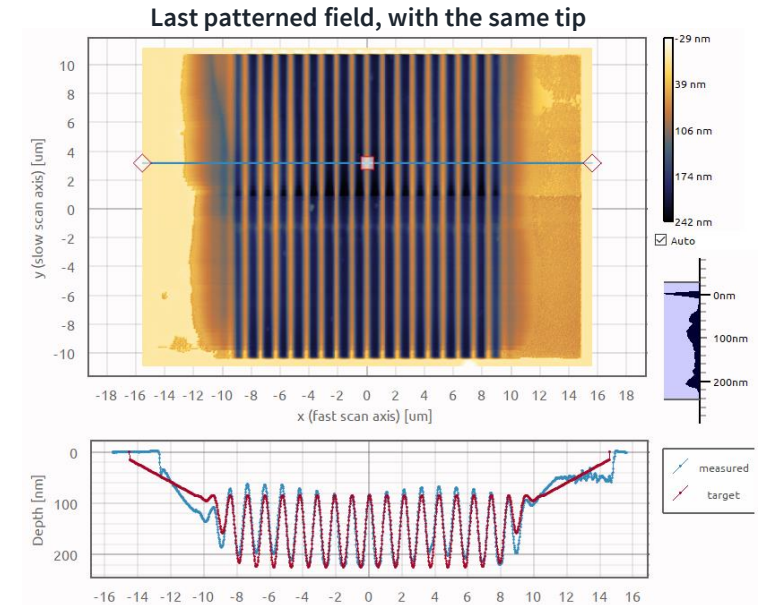 Last patterned field, with the same tip
-29 nm
39 nm
106 nm
174 nm
242 nm
Auto
y (slow scan axis) [um]
10
8
6
4
2
0
-2
-4
-6
-8
-10
-18 -16 -14 -12 -10 -8 -6 -4 -2 0 2 4 6 8 10 12 14 16 18
x (fast scan axis) [um]
0nm
100nm
200nm
Depth [nm]
0
100
200
-16 -14 -12 -10 -8 -6 -4 -2 0 2 4 6 8 10 12 14 16
measured
target